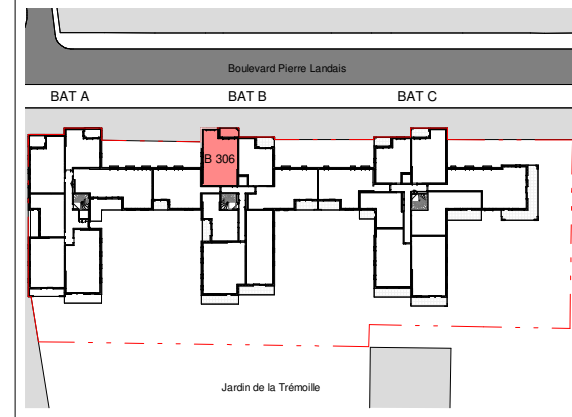 Boulevard Pierre Landais
BAT A BAT B BAT C
B 306
Jardin de la Trémoille